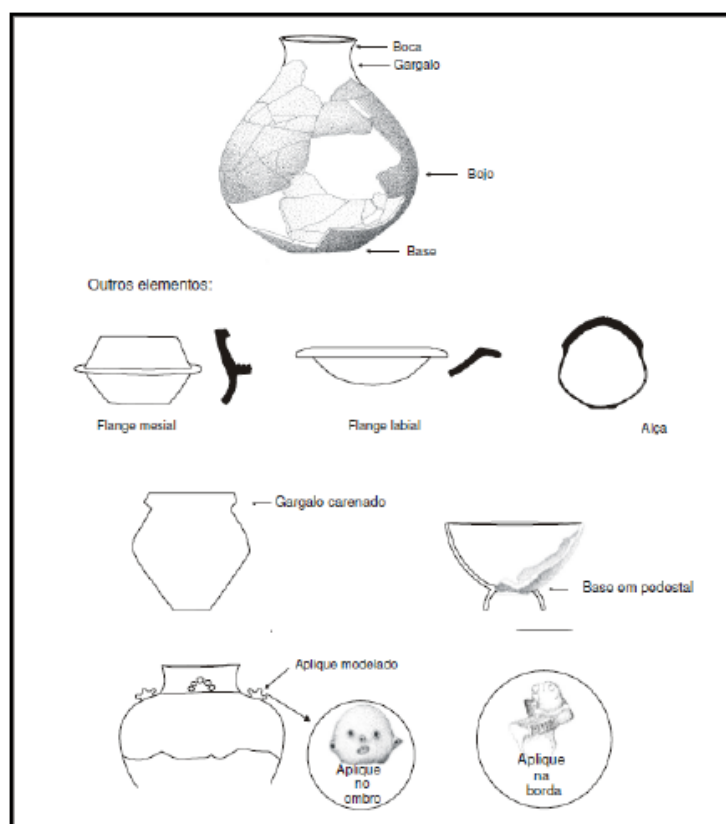 Boca
Gargalo
Bojo
Base
Outros elementos:
Flange mesial
Flange labial
Alça
Gargalo carenado
Base em pedestal
Aplique modelado
Aplique
no
ombro
Aplique
na
borda